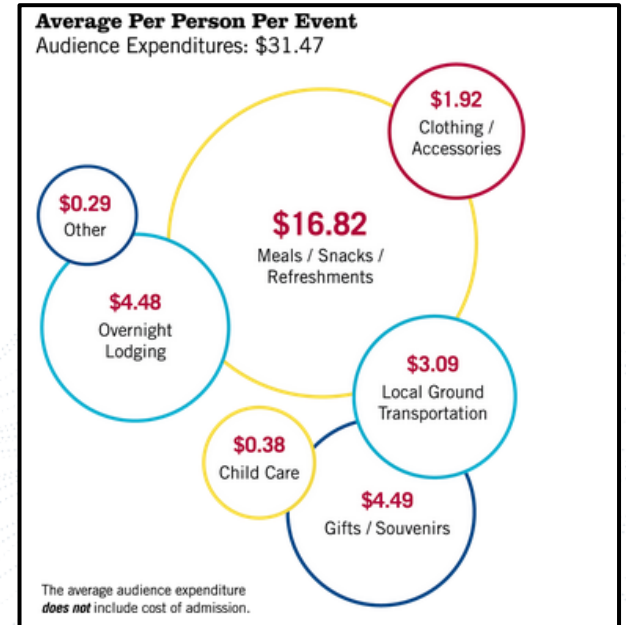 Average Per Person Per Event
Audience Expenditures: $31.47
$1.92
Clothing /
Accessories
$0.29
Other
$16.82
Meals / Snacks /
Refreshments
$4.48
Overnight
Lodging
$3.09
Local Ground
Transportation
$0.38
Child Care
$4.49
Gifts / Souvenirs
The average audience expenditure
does not include cost of admission.